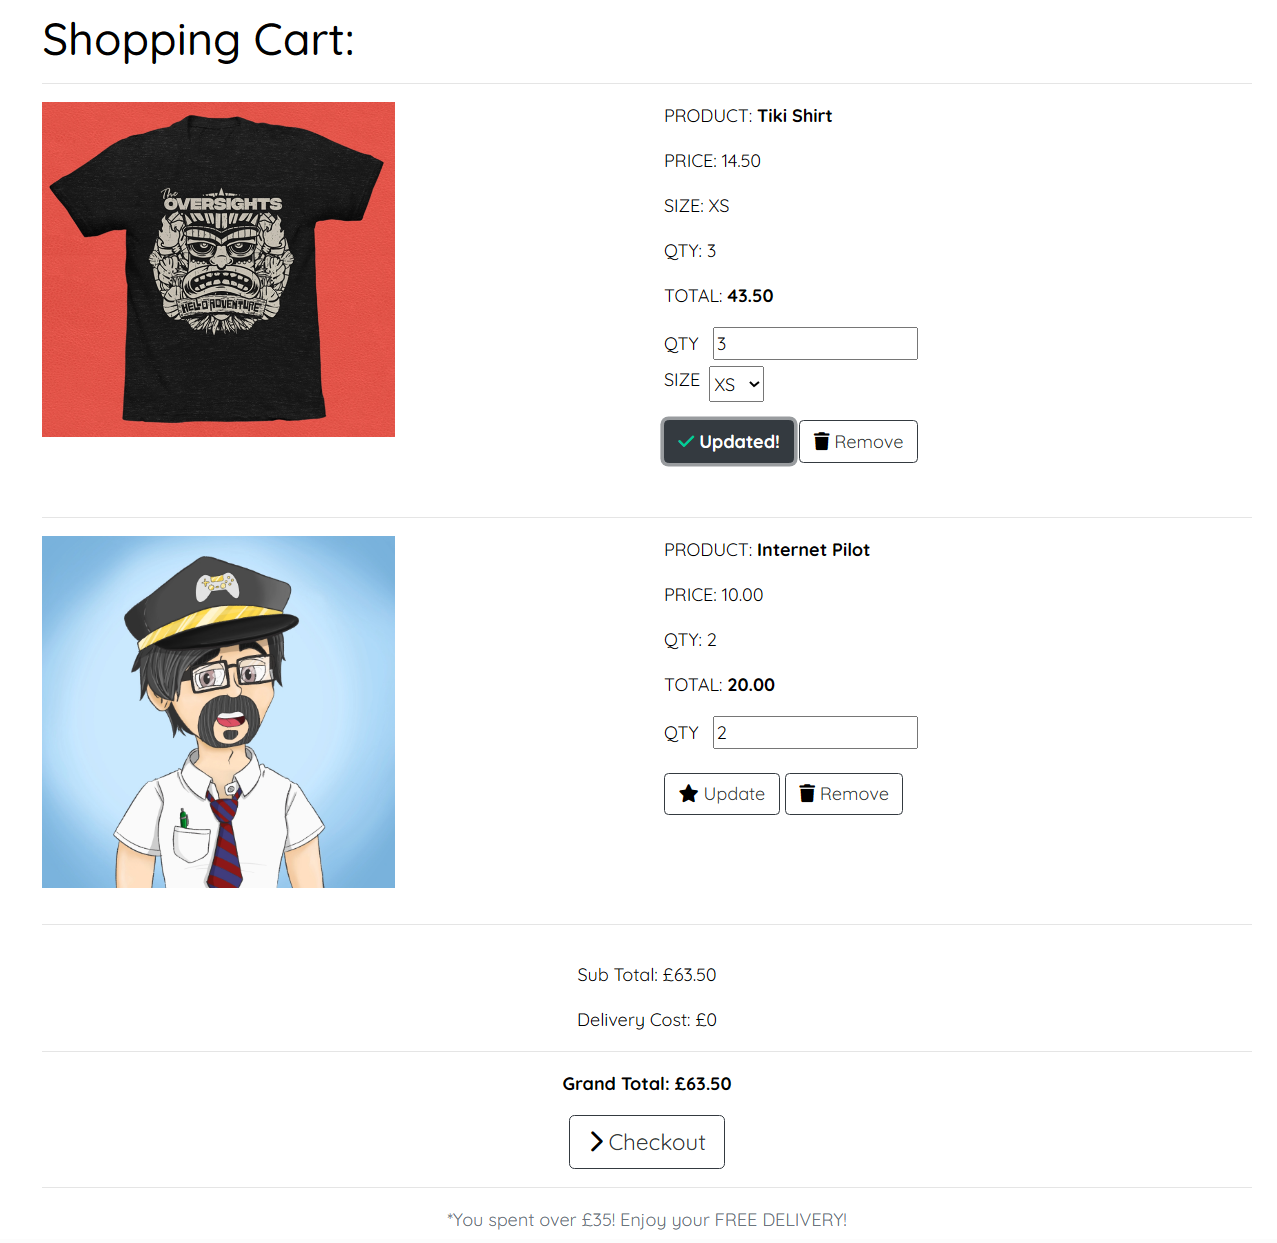 Shopping Cart:
The
OVERSIGHTS
HELLO ADVENTURE
PRODUCT: Tiki Shirt
PRICE: 14.50
SIZE: XS
QTY: 3
TOTAL: 43.50
QTY 3
SIZE XS
Updated! Remove
PRODUCT: Internet Pilot
PRICE: 10.00
QTY: 2
TOTAL: 20.00
QTY 2
Update Remove
Sub Total: £63.50
Delivery Cost: £0
Grand Total: £63.50
Checkout
*You spent over £35! Enjoy your FREE DELIVERY!